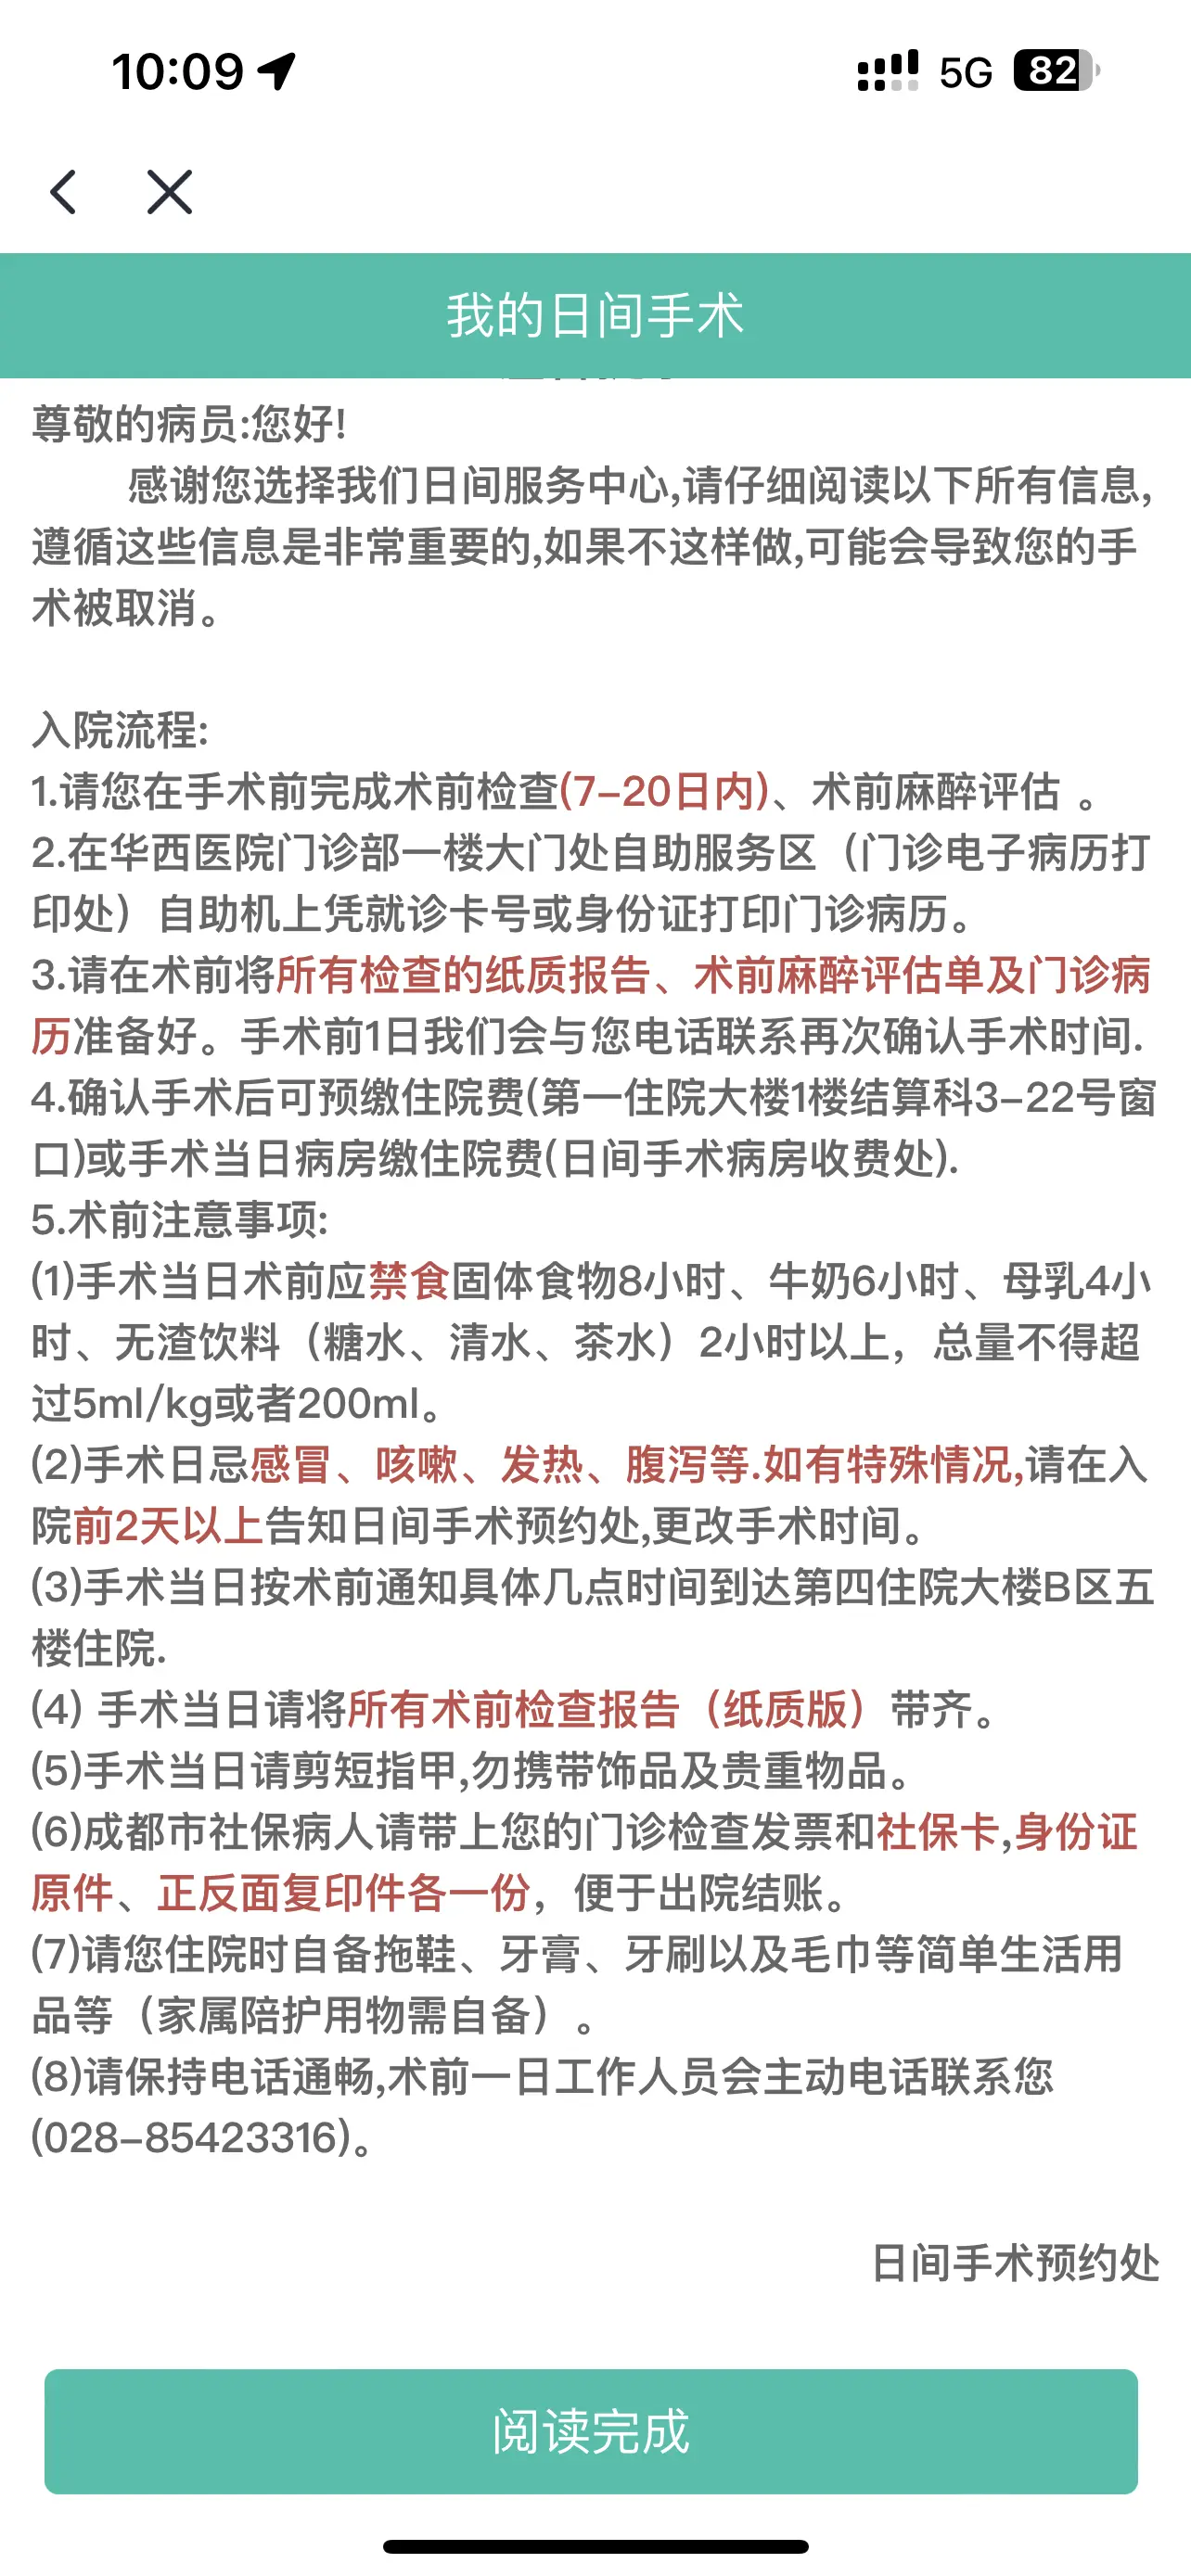 10:09
5G 82
我的日间手术
尊敬的病员:您好!
感谢您选择我们日间服务中心,请仔细阅读以下所有信息,
遵循这些信息是非常重要的,如果不这样做,可能会导致您的手
术被取消。
入院流程:
1.请您在手术前完成术前检查(7-20日内)、术前麻醉评估 。
2.在华西医院门诊部一楼大门处自助服务区（门诊电子病历打
印处）自助机上凭就诊卡号或身份证打印门诊病历。
3.请在术前将所有检查的纸质报告、术前麻醉评估单及门诊病
历准备好。手术前1日我们会与您电话联系再次确认手术时间.
4.确认手术后可预缴住院费(第一住院大楼1楼结算科3-22号窗
口)或手术当日病房缴住院费(日间手术病房收费处).
5.术前注意事项:
(1)手术当日术前应禁食固体食物8小时、牛奶6小时、母乳4小
时、无渣饮料（糖水、清水、茶水）2小时以上，总量不得超
过5ml/kg或者200ml。
(2)手术日忌感冒、咳嗽、发热、腹泻等.如有特殊情况,请在入
院前2天以上告知日间手术预约处,更改手术时间。
(3)手术当日按术前通知具体几点时间到达第四住院大楼B区五
楼住院.
(4) 手术当日请将所有术前检查报告（纸质版）带齐。
(5)手术当日请剪短指甲,勿携带饰品及贵重物品。
(6)成都市社保病人请带上您的门诊检查发票和社保卡,身份证
原件、正反面复印件各一份，便于出院结账。
(7)请您住院时自备拖鞋、牙膏、牙刷以及毛巾等简单生活用
品等（家属陪护用物需自备）。
(8)请保持电话通畅,术前一日工作人员会主动电话联系您
(028-85423316)。
日间手术预约处
阅读完成